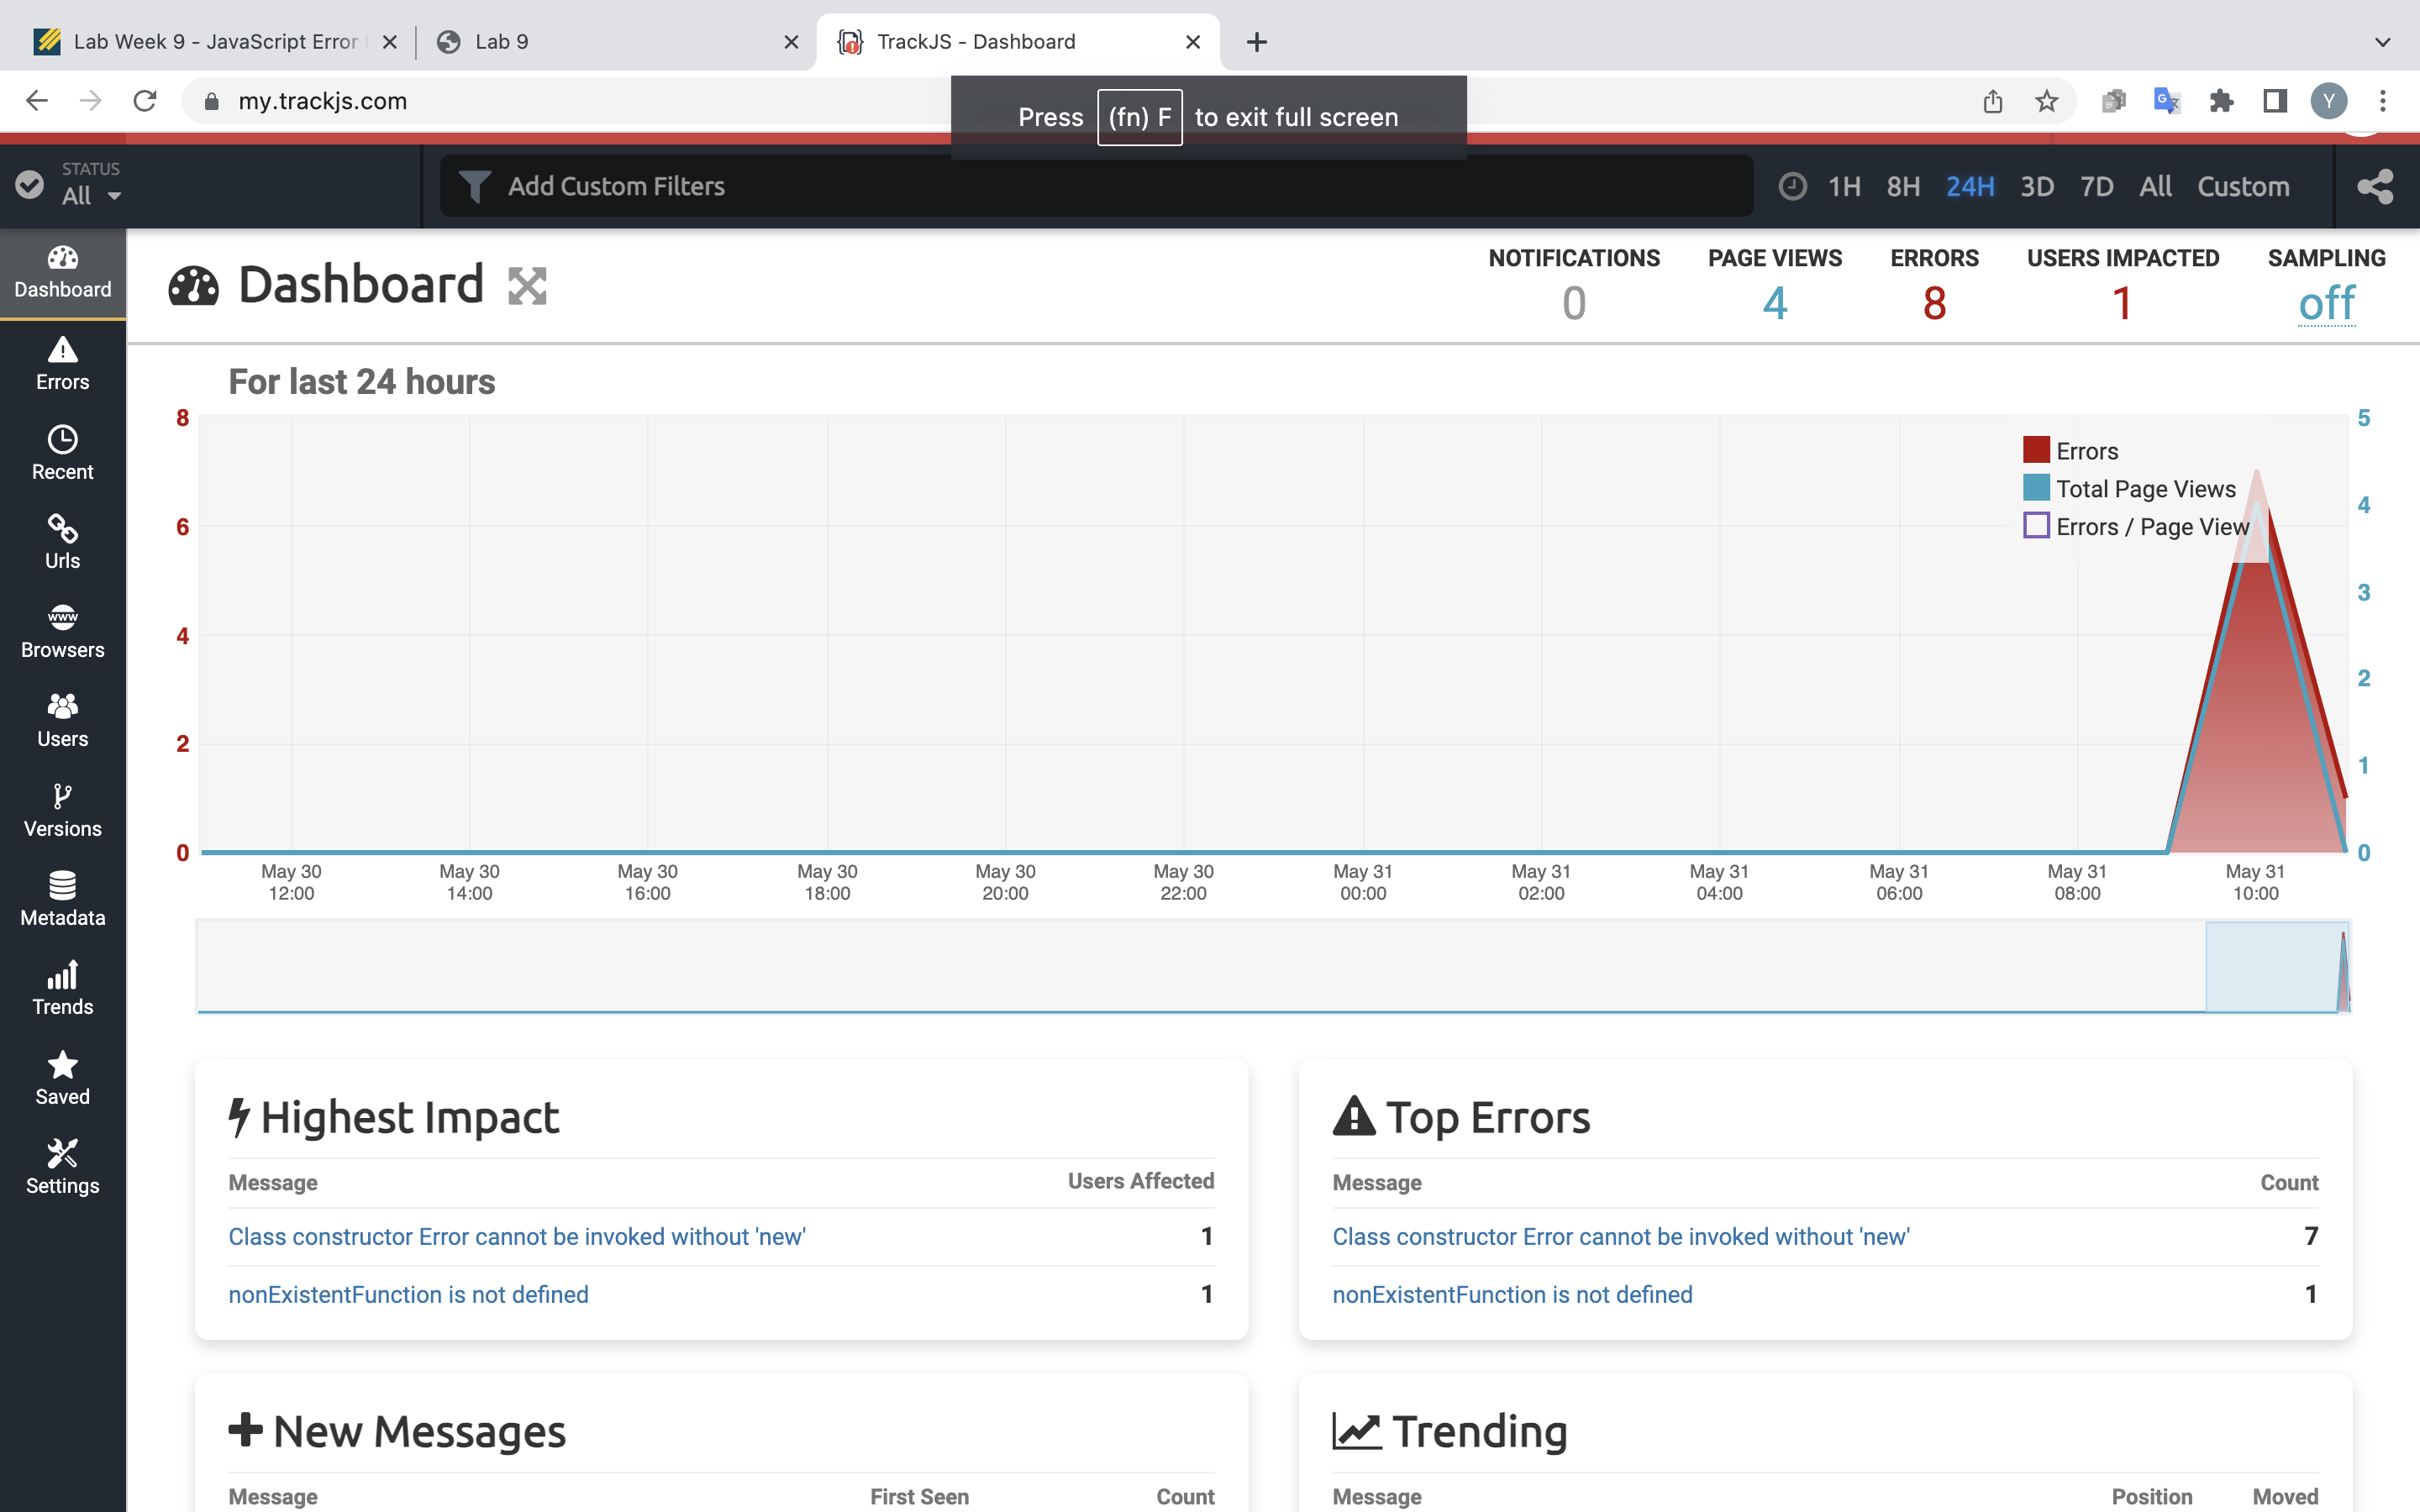 Lab Week 9 - JavaScript Error
Lab 9
TrackJS - Dashboard
my.trackjs.com
Press (fn) F to exit full screen
Y
STATUS
All
Add Custom Filters
1H 8H 24H 3D 7D All Custom
Dashboard
Errors
Recent
Urls
www
Browsers
Users
Versions
Metadata
Trends
Saved
Settings
Dashboard
NOTIFICATIONS
0
PAGE VIEWS
4
ERRORS
8
USERS IMPACTED
1
SAMPLING
off
For last 24 hours
8
6
4
2
0
5
4
3
2
1
0
Errors
Total Page Views
Errors / Page View
May 30 12:00
May 30 14:00
May 30 16:00
May 30 18:00
May 30 20:00
May 30 22:00
May 31 00:00
May 31 02:00
May 31 04:00
May 31 06:00
May 31 08:00
May 31 10:00
Highest Impact
Message Users Affected
Class constructor Error cannot be invoked without 'new' 1
nonExistentFunction is not defined 1
Top Errors
Message Count
Class constructor Error cannot be invoked without 'new' 7
nonExistentFunction is not defined 1
New Messages
Message First Seen Count
Trending
Message Position Moved